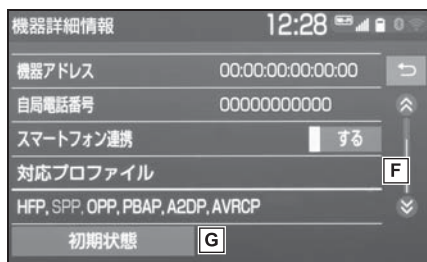 機器詳細情報 12:28
機器アドレス 00:00:00:00:00:00
自局電話番号 00000000000
スマートフォン連携 する
対応プロファイル F
HFP, SPP, OPP, PBAP, A2DP, AVRCP
初期状態 G